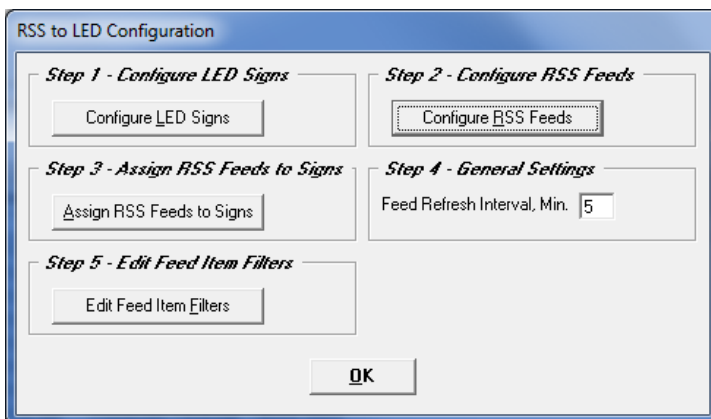 RSS to LED Configuration
Step 1 - Configure LED Signs
Configure LED Signs
Step 2 - Configure RSS Feeds
Configure RSS Feeds
Step 3 - Assign RSS Feeds to Signs
Assign RSS Feeds to Signs
Step 4 - General Settings
Feed Refresh Interval, Min. 5
Step 5 - Edit Feed Item Filters
Edit Feed Item Filters
OK